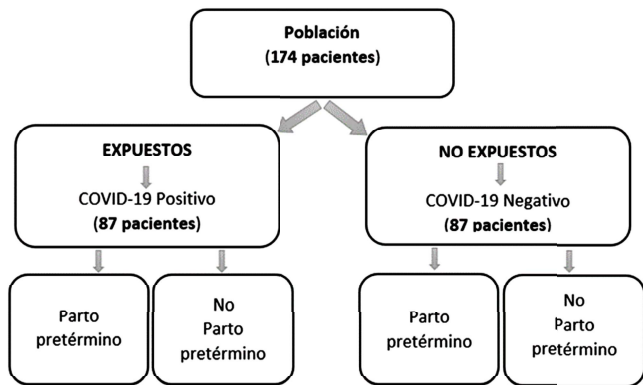 Población
(174 pacientes)
EXPUESTOS
COVID-19 Positivo
(87 pacientes)
NO EXPUESTOS
COVID-19 Negativo
(87 pacientes)
Parto
pretérmino
No
Parto
pretérmino
Parto
pretérmino
No
Parto
pretérmino